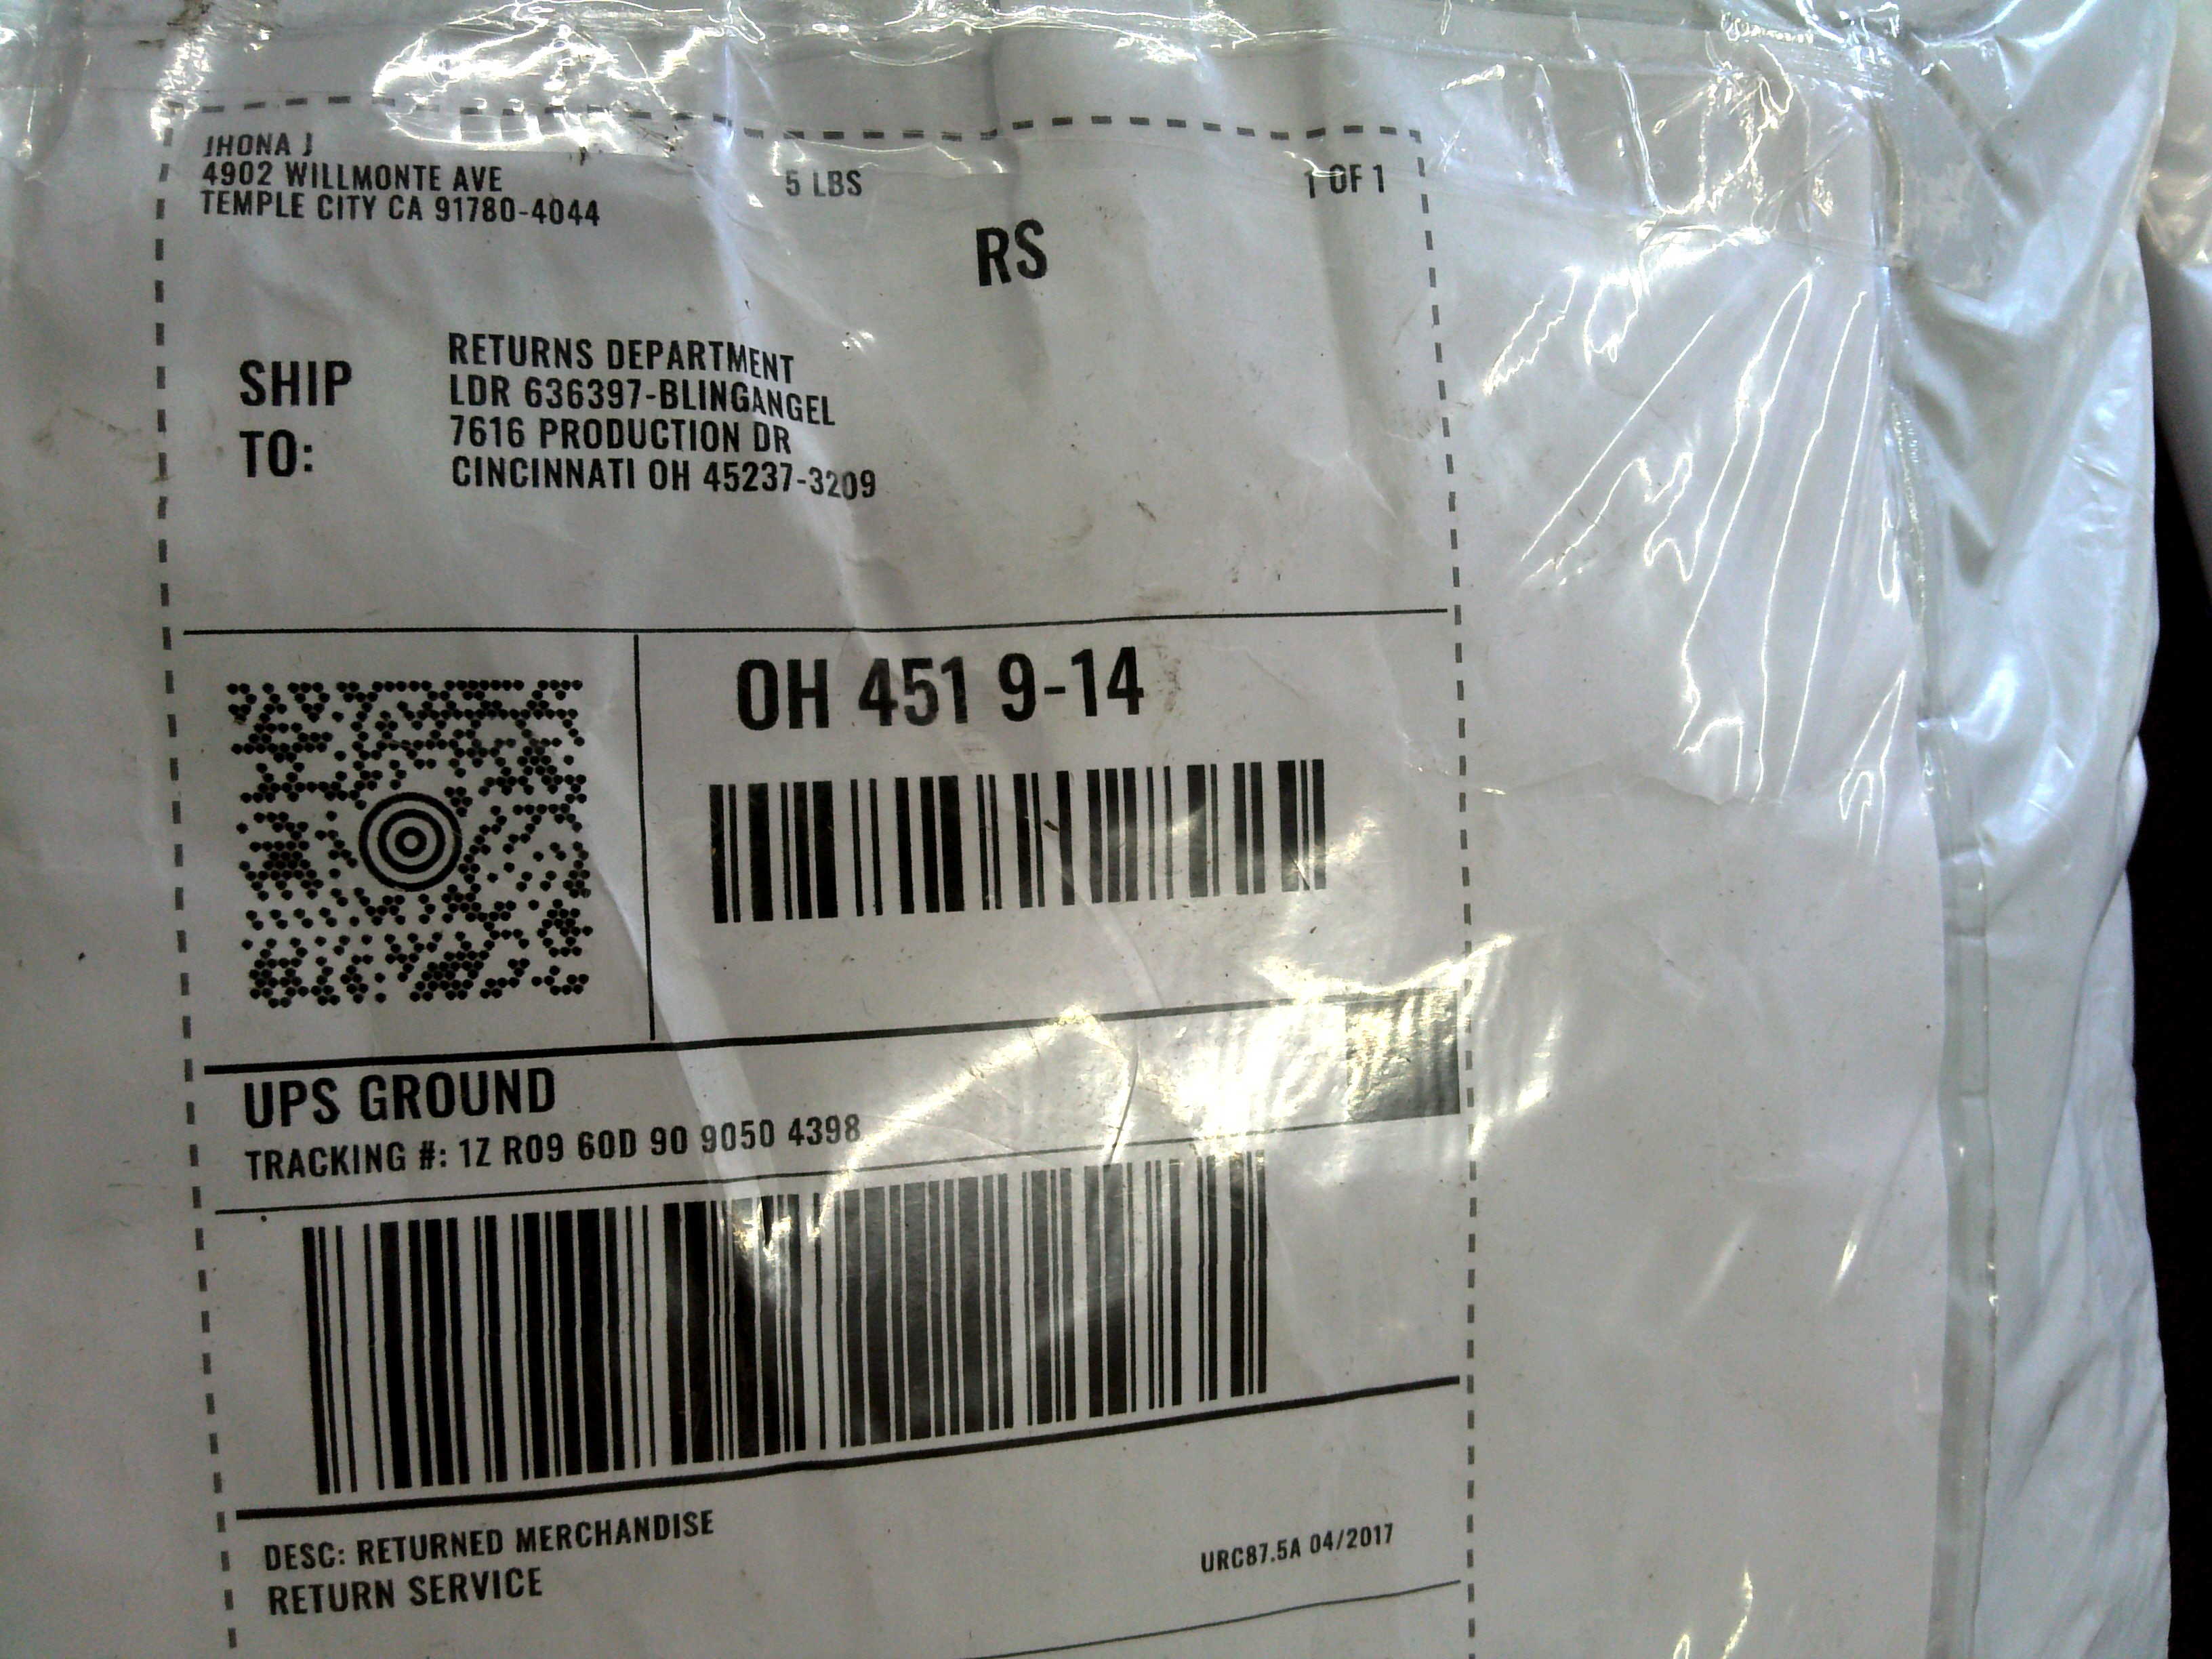 JHONA J
4902 WILLMONTE AVE
TEMPLE CITY CA 91780-4044
5 LBS
1 OF 1
RS
SHIP
TO:
RETURNS DEPARTMENT
LDR 636397-BLINGANGEL
7616 PRODUCTION DR
CINCINNATI OH 45237-3209
OH 451 9-14
UPS GROUND
TRACKING #: 1Z R09 60D 90 9050 4398
DESC: RETURNED MERCHANDISE
RETURN SERVICE
URC87.5A 04/2017